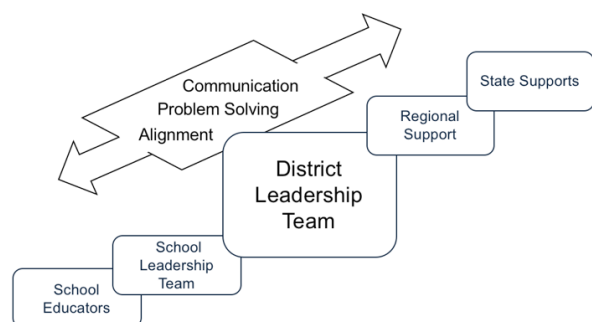 Communication
Problem Solving
Alignment
State Supports
Regional
Support
District
Leadership
Team
School
Leadership
Team
School
Educators